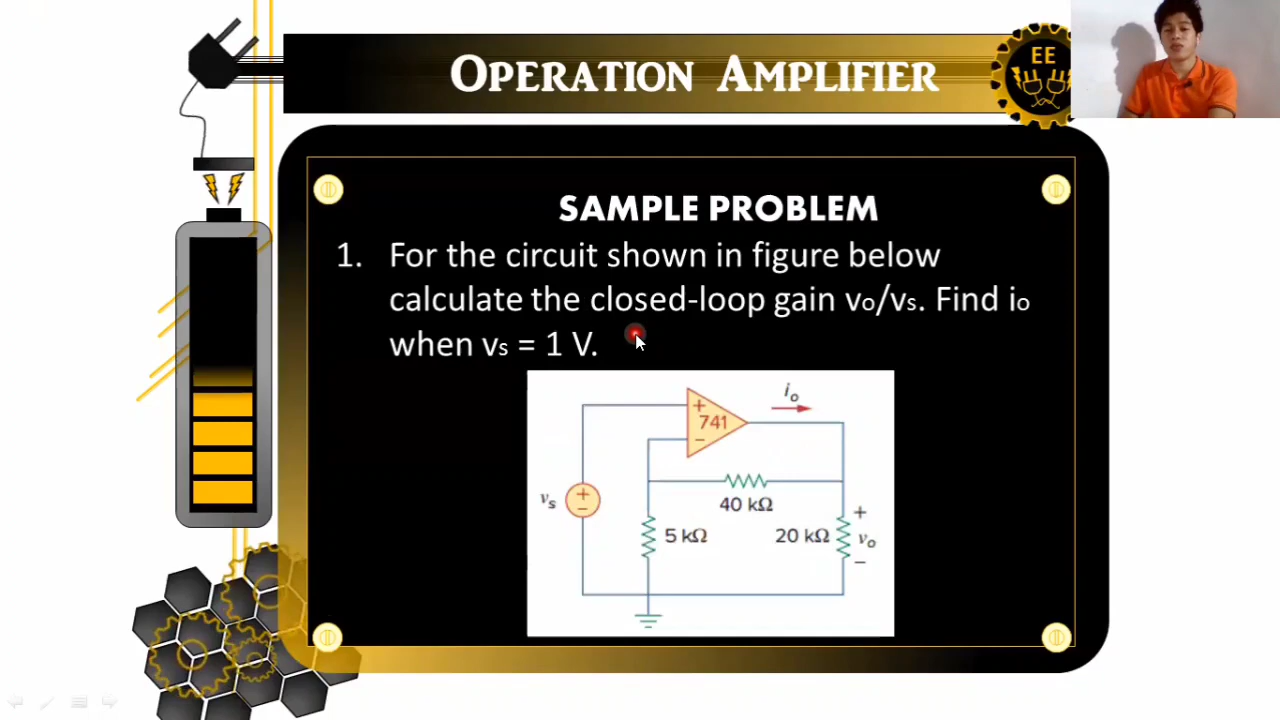 OPERATION AMPLIFIER
EE
SAMPLE PROBLEM
1. For the circuit shown in figure below
calculate the closed-loop gain vo/vs. Find io
when vs = 1 V.
io
+
741
−
vs
+
−
40 kΩ
5 kΩ
20 kΩ
+
vo
−